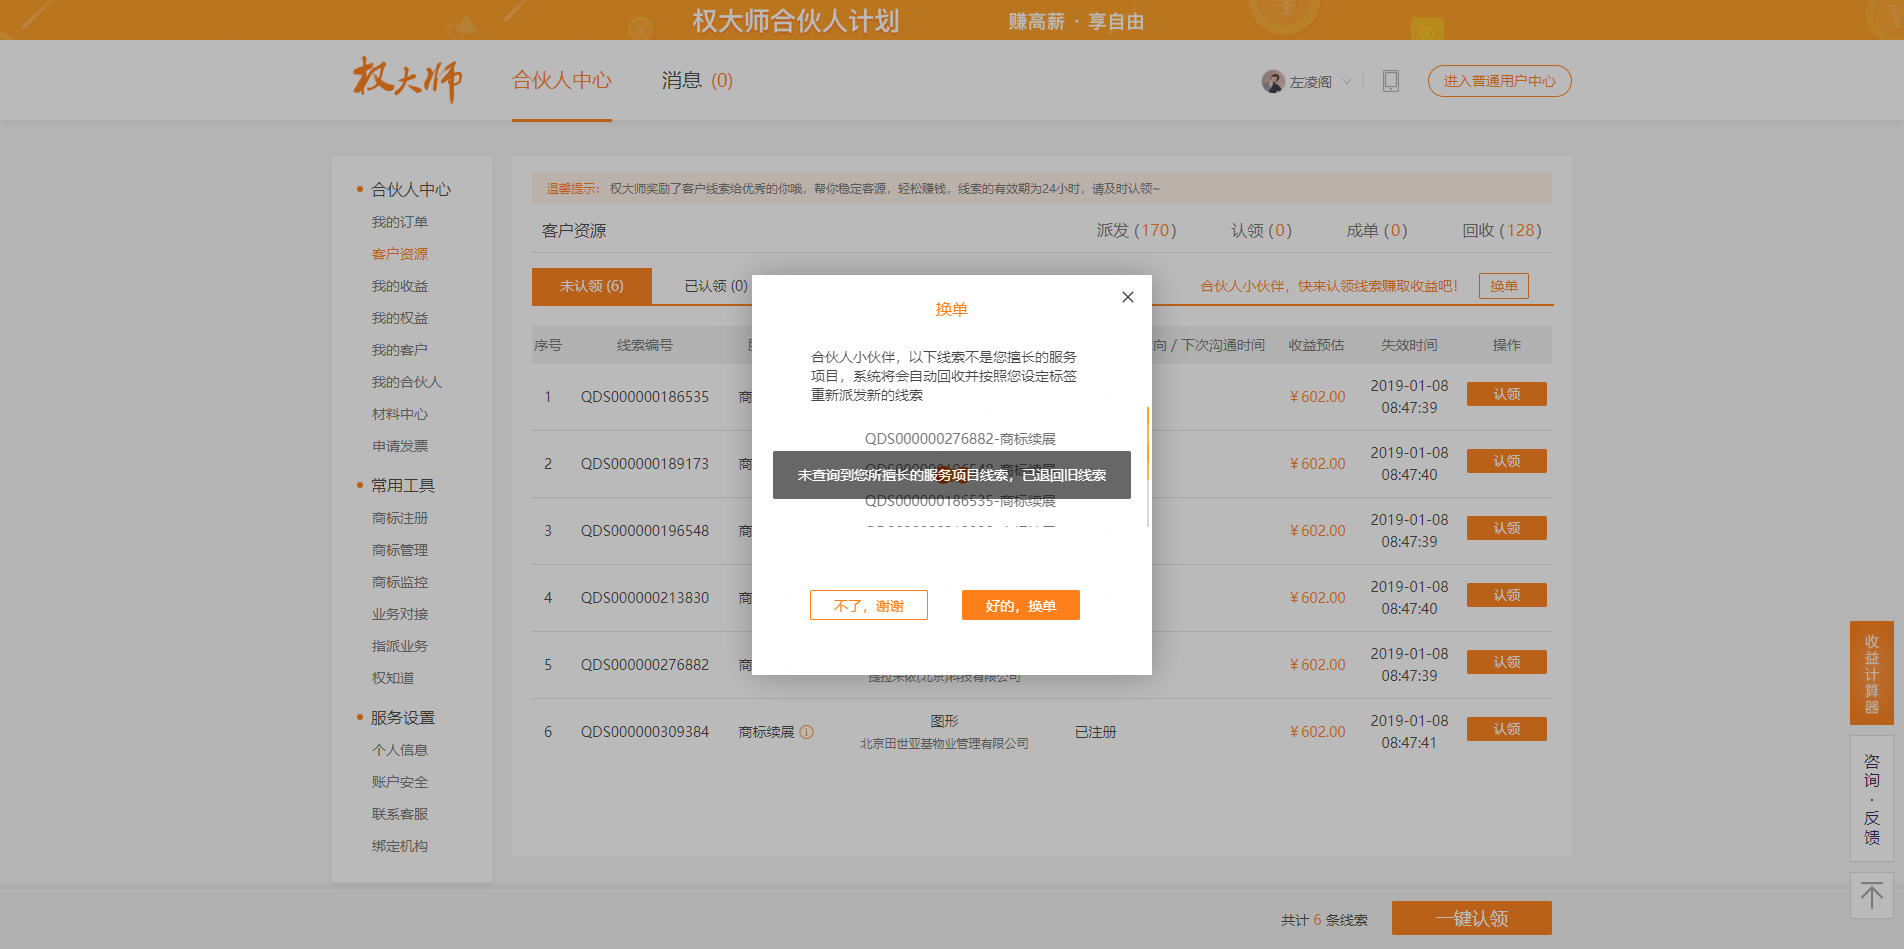 权大师合伙人计划
赚高薪 · 享自由
权大师
合伙人中心
消息 (0)
左凌阁
进入普通用户中心
合伙人中心
我的订单
客户资源
我的收益
我的权益
我的客户
我的合伙人
材料中心
申请发票
常用工具
商标注册
商标管理
商标监控
业务对接
指派业务
权知道
服务设置
个人信息
账户安全
联系客服
绑定机构
温馨提示: 权大师奖励了客户线索给优秀的你哦，帮你稳定客源，轻松赚钱，线索的有效期为24小时，请及时认领~
客户资源
派发 (170)
认领 (0)
成单 (0)
回收 (128)
未认领 (6)
已认领 (0)
合伙人小伙伴，快来认领线索赚取收益吧!
换单
序号
线索编号
向 / 下次沟通时间
收益预估
失效时间
操作
1
QDS000000186535
商
¥ 602.00
2019-01-08
08:47:39
认领
2
QDS000000189173
商
¥ 602.00
2019-01-08
08:47:40
认领
3
QDS000000196548
商
¥ 602.00
2019-01-08
08:47:39
认领
4
QDS000000213830
商
¥ 602.00
2019-01-08
08:47:40
认领
5
QDS000000276882
商
¥ 602.00
2019-01-08
08:47:39
认领
6
QDS000000309384
商标续展
图形
北京田世亚基物业管理有限公司
已注册
¥ 602.00
2019-01-08
08:47:41
认领
换单
合伙人小伙伴，以下线索不是您擅长的服务
项目，系统将会自动回收并按照您设定标签
重新派发新的线索
QDS000000276882-商标续展
未查询到您所擅长的服务项目线索，已退回旧线索
QDS000000186535-商标续展
不了，谢谢
好的，换单
共计 6 条线索
一键认领
收益计算器
咨询·反馈